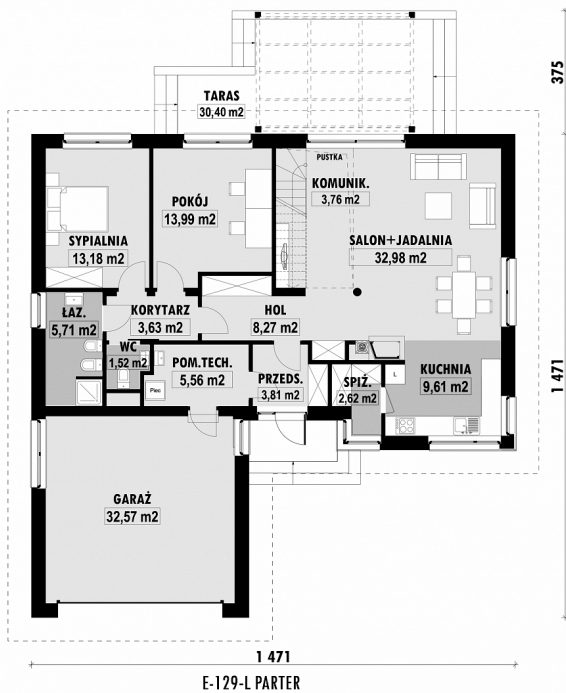 375
TARAS
30,40 m2
PUSTKA
KOMUNIK.
3,76 m2
POKÓJ
13,99 m2
SYPIALNIA
13,18 m2
SALON+JADALNIA
32,98 m2
ŁAZ.
5,71 m2
KORYTARZ
3,63 m2
HOL
8,27 m2
WC
1,52 m2
POM.TECH.
5,56 m2
Piec
PRZEDS.
3,81 m2
SPIŻ.
2,62 m2
L
KUCHNIA
9,61 m2
1 471
GARAŻ
32,57 m2
1 471
E-129-L PARTER